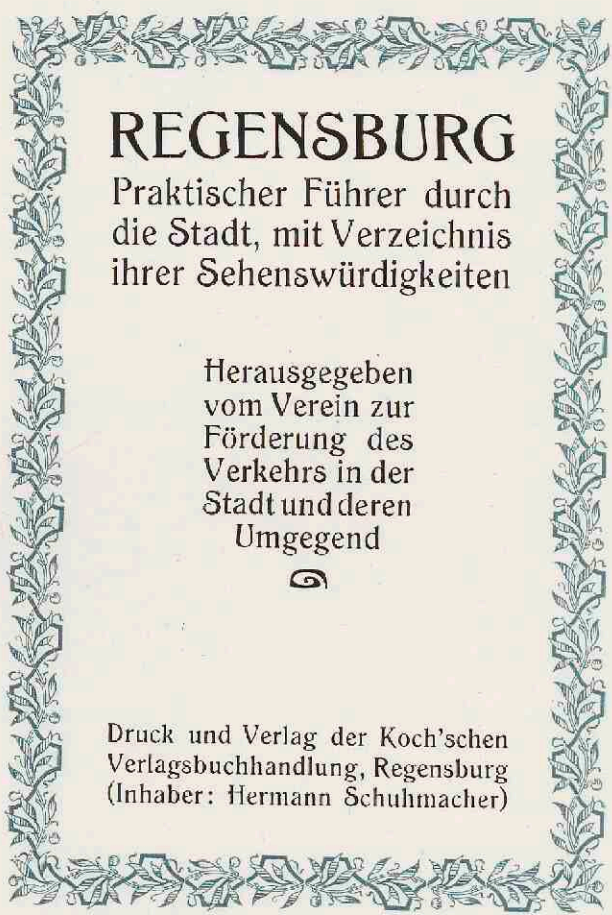 REGENSBURG
Praktischer Führer durch
die Stadt, mit Verzeichnis
ihrer Sehenswürdigkeiten
Herausgegeben
vom Verein zur
Förderung des
Verkehrs in der
Stadt und deren
Umgegend
Druck und Verlag der Koch'schen
Verlagsbuchhandlung, Regensburg
(Inhaber: Hermann Schuhmacher)